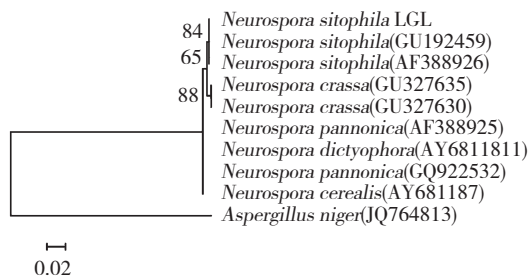 Neurospora sitophila LGL
84
Neurospora sitophila(GU192459)
65
Neurospora sitophila(AF388926)
Neurospora crassa(GU327635)
88
Neurospora crassa(GU327630)
Neurospora pannonica(AF388925)
Neurospora dictyophora(AY6811811)
Neurospora pannonica(GQ922532)
Neurospora cerealis(AY681187)
Aspergillus niger(JQ764813)
0.02